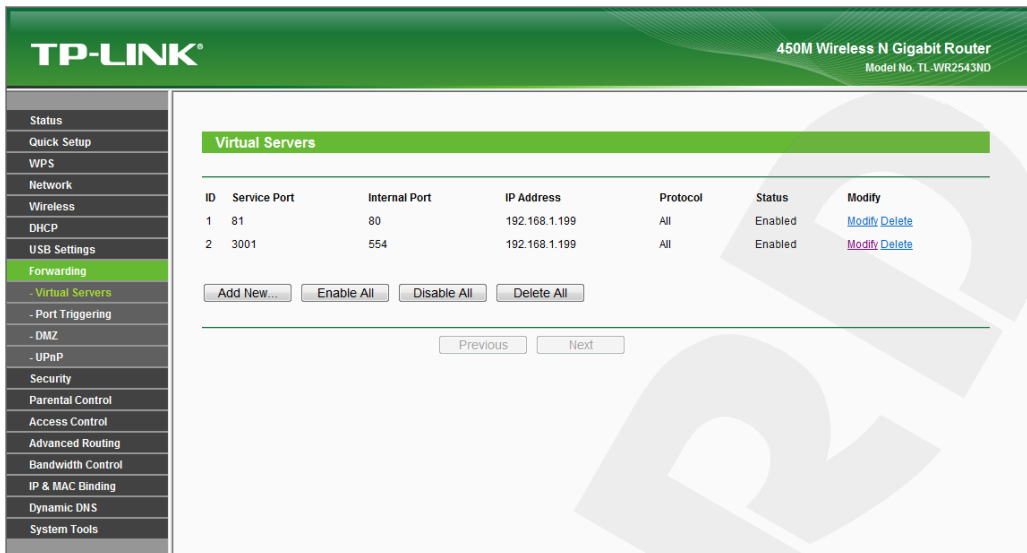 TP-LINK®
450M Wireless N Gigabit Router
Model No. TL-WR2543ND
Status
Quick Setup
WPS
Network
Wireless
DHCP
USB Settings
Forwarding
- Virtual Servers
- Port Triggering
- DMZ
- UPnP
Security
Parental Control
Access Control
Advanced Routing
Bandwidth Control
IP & MAC Binding
Dynamic DNS
System Tools
Virtual Servers
ID Service Port Internal Port IP Address Protocol Status Modify
1 81 80 192.168.1.199 All Enabled Modify Delete
2 3001 554 192.168.1.199 All Enabled Modify Delete
Add New... Enable All Disable All Delete All
Previous Next